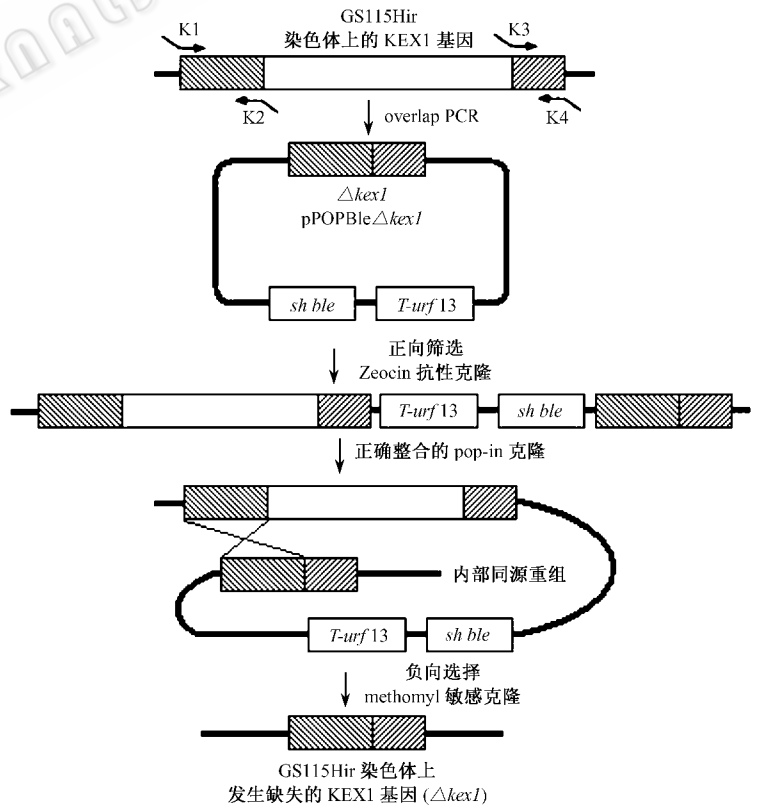 GS115Hir
染色体上的 KEX1 基因
K1
K3
K2
K4
overlap PCR
△kex1
pPOPBle△kex1
sh ble
T-urf 13
正向筛选
Zeocin 抗性克隆
T-urf 13
sh ble
正确整合的 pop-in 克隆
内部同源重组
T-urf 13
sh ble
负向选择
methomyl 敏感克隆
GS115Hir 染色体上
发生缺失的 KEX1 基因 (△kex1)